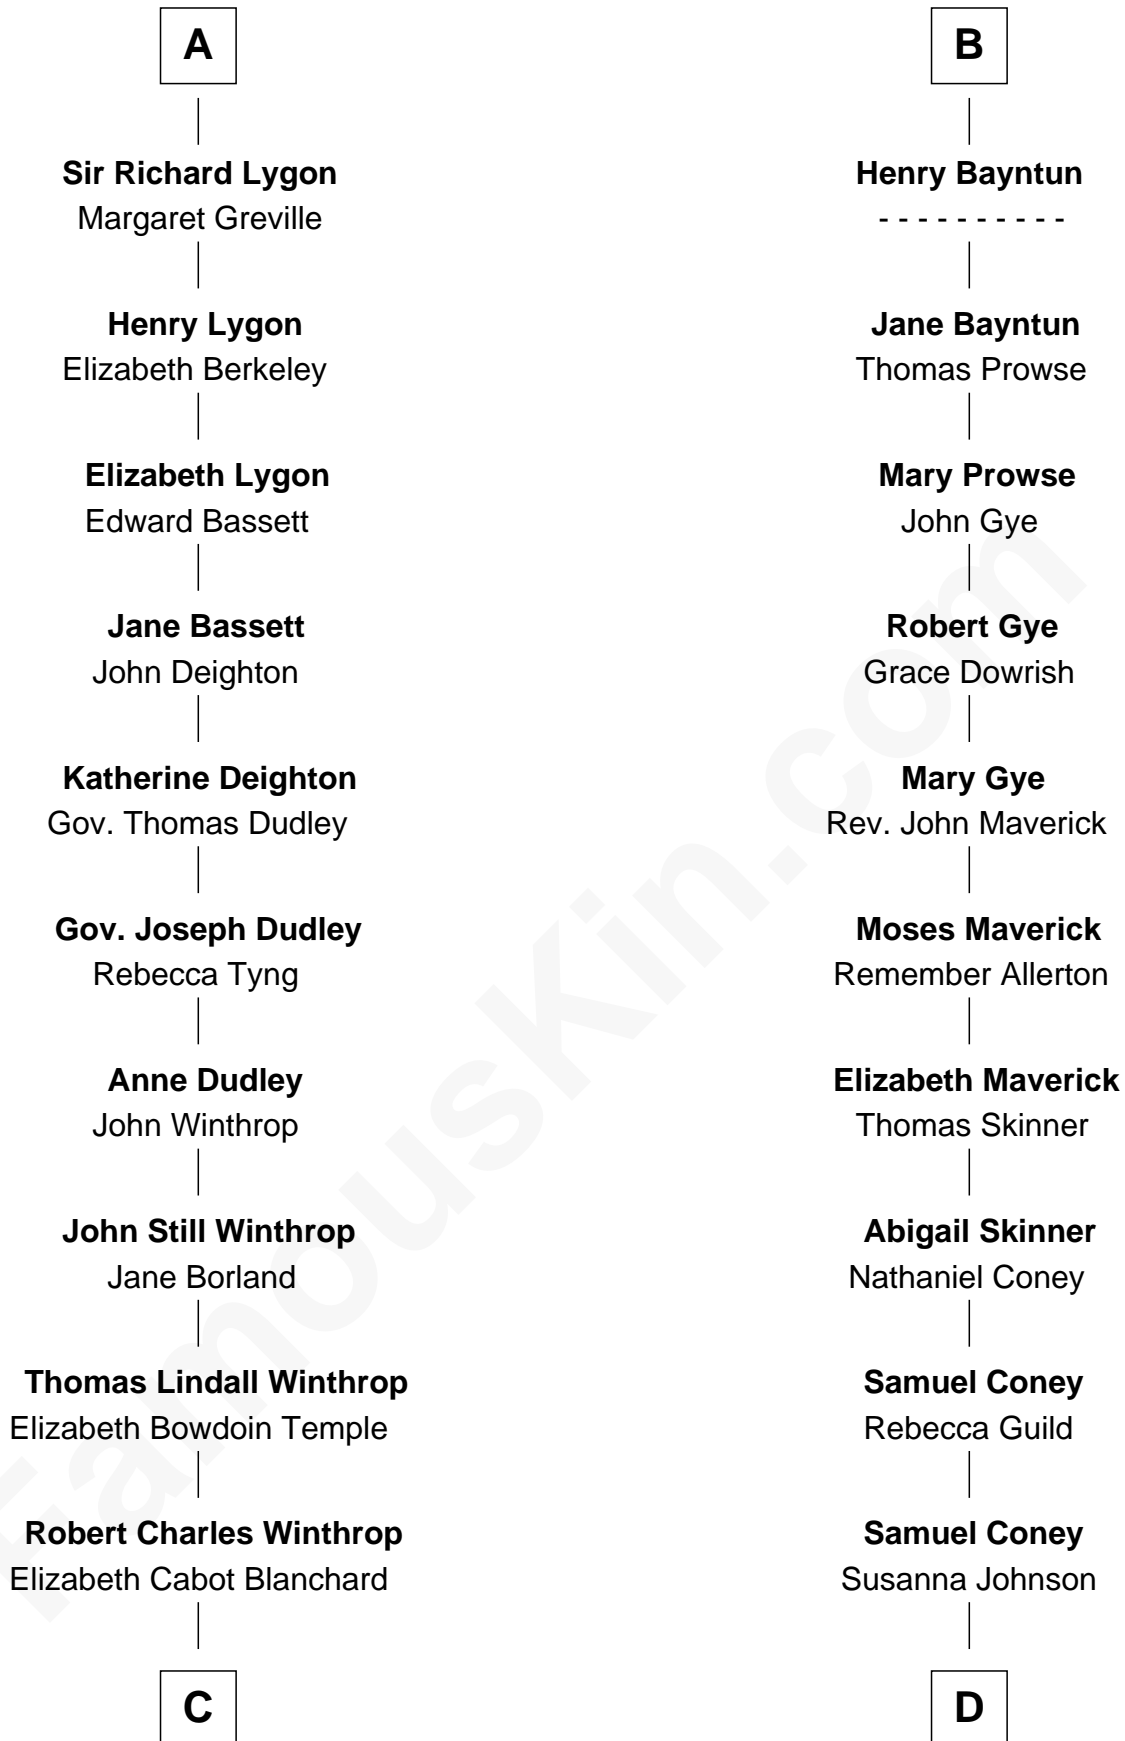 A
Sir Richard Lygon
Margaret Greville
Henry Lygon
Elizabeth Berkeley
Elizabeth Lygon
Edward Bassett
Jane Bassett
John Deighton
Katherine Deighton
Gov. Thomas Dudley
Gov. Joseph Dudley
Rebecca Tyng
Anne Dudley
John Winthrop
John Still Winthrop
Jane Borland
Thomas Lindall Winthrop
Elizabeth Bowdoin Temple
Robert Charles Winthrop
Elizabeth Cabot Blanchard
C
B
Henry Bayntun
- - - - - - - - - -
Jane Bayntun
Thomas Prowse
Mary Prowse
John Gye
Robert Gye
Grace Dowrish
Mary Gye
Rev. John Maverick
Moses Maverick
Remember Allerton
Elizabeth Maverick
Thomas Skinner
Abigail Skinner
Nathaniel Coney
Samuel Coney
Rebecca Guild
Samuel Coney
Susanna Johnson
D
FamousKin.com